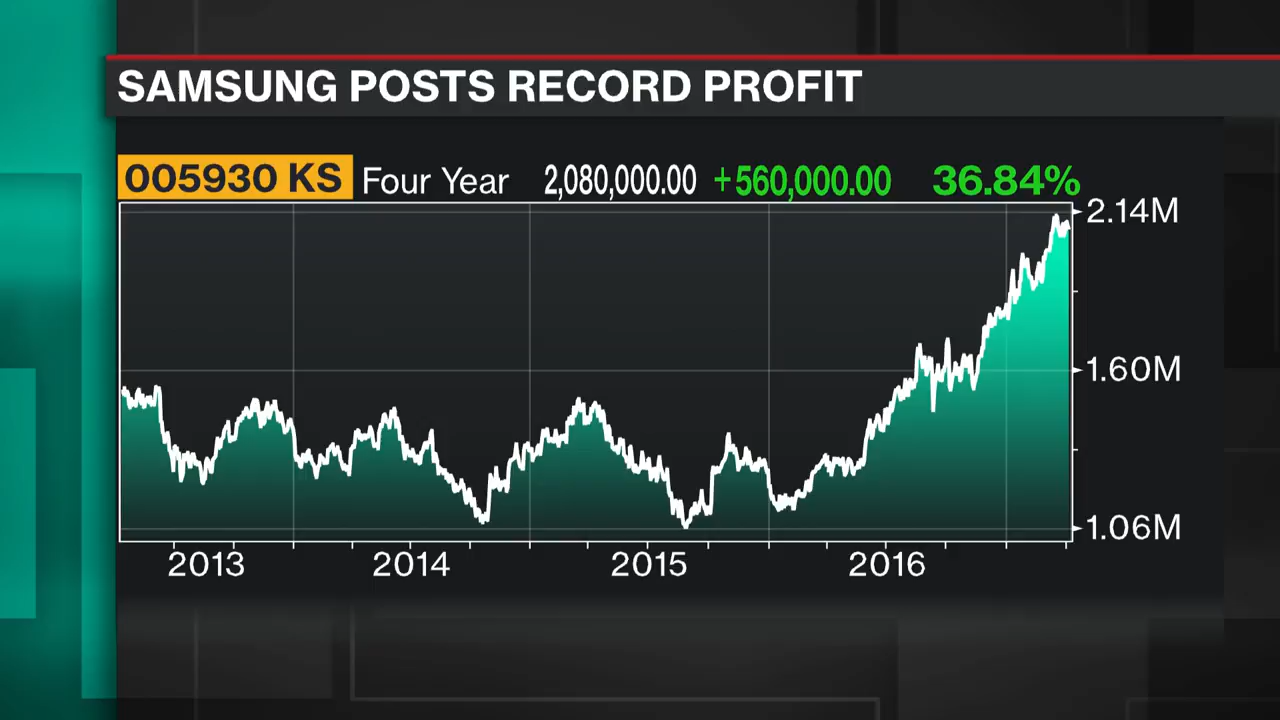 SAMSUNG POSTS RECORD PROFIT
005930 KS Four Year 2,080,000.00 +560,000.00 36.84%
2.14M
1.60M
1.06M
2013 2014 2015 2016